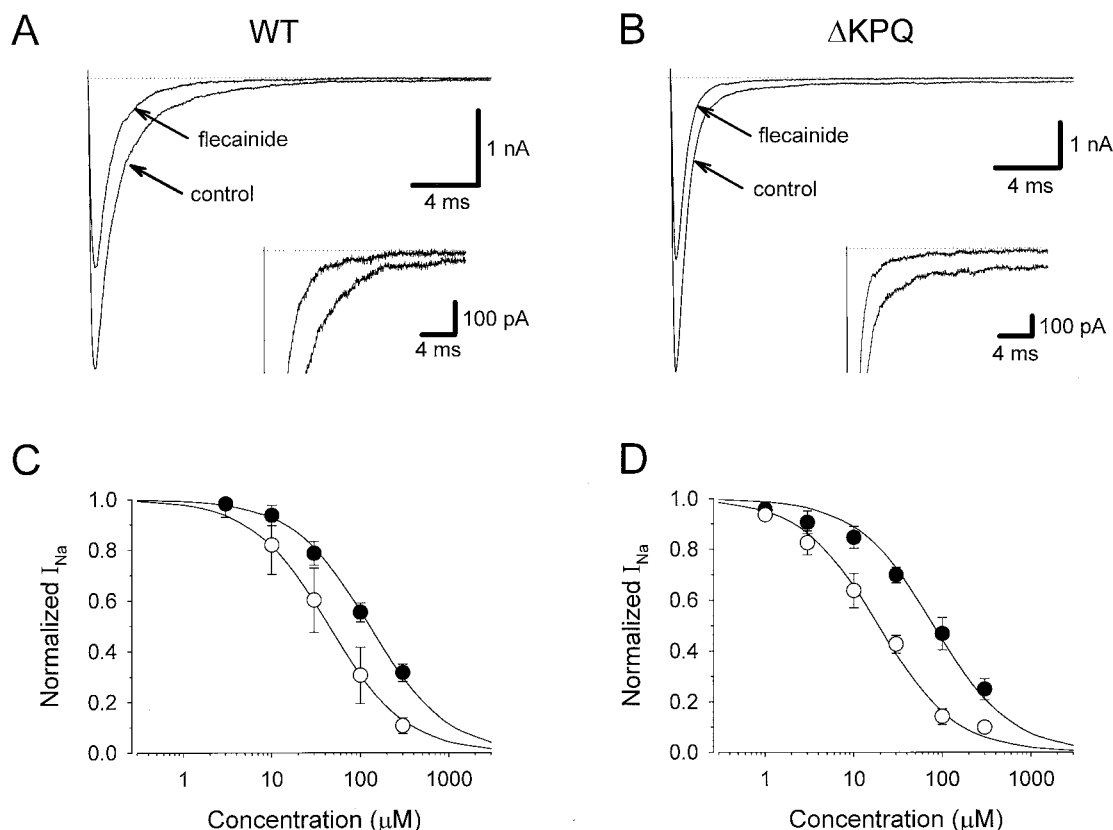 A WT
flecainide
control
1 nA
4 ms
100 pA
4 ms
B ΔKPQ
flecainide
control
1 nA
4 ms
100 pA
4 ms
C
Normalized I_Na
1.0
0.8
0.6
0.4
0.2
0.0
1 10 100 1000
Concentration (μM)
D
Normalized I_Na
1.0
0.8
0.6
0.4
0.2
0.0
1 10 100 1000
Concentration (μM)